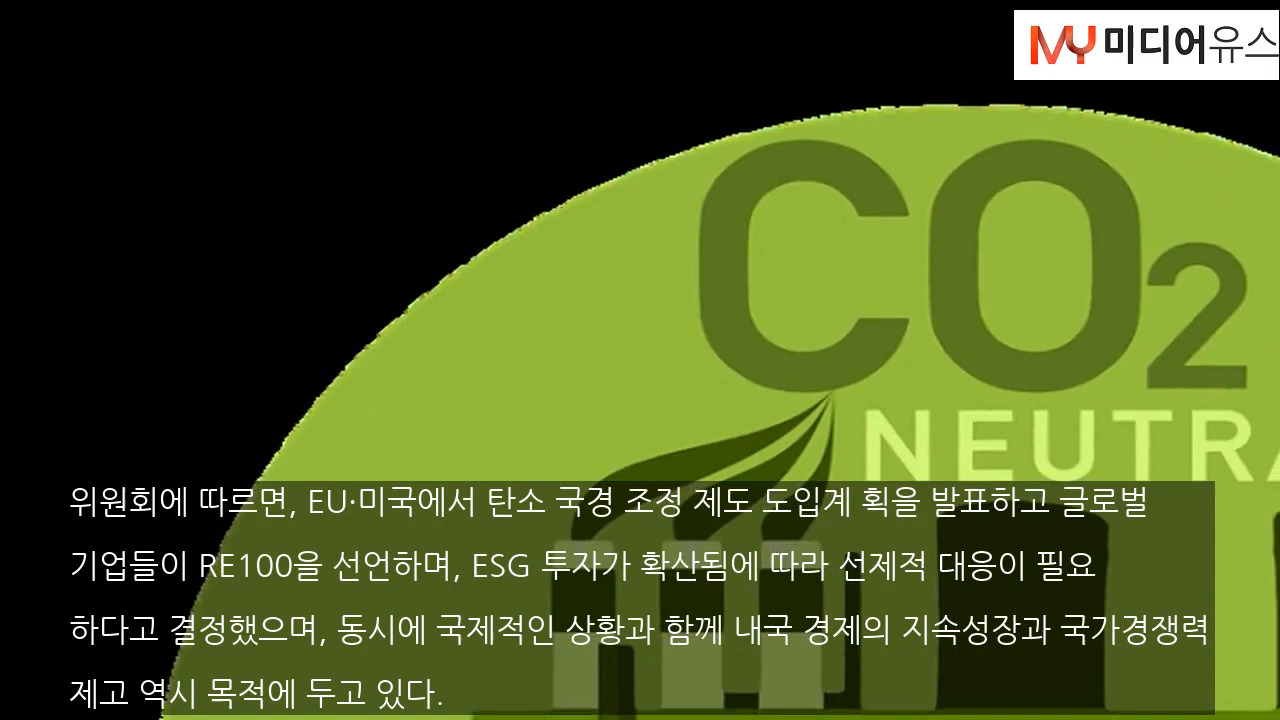 MY 미디어유스
CO2
NEUTRA
위원회에 따르면, EU·미국에서 탄소 국경 조정 제도 도입계 획을 발표하고 글로벌
기업들이 RE100을 선언하며, ESG 투자가 확산됨에 따라 선제적 대응이 필요
하다고 결정했으며, 동시에 국제적인 상황과 함께 내국 경제의 지속성장과 국가경쟁력
제고 역시 목적에 두고 있다.